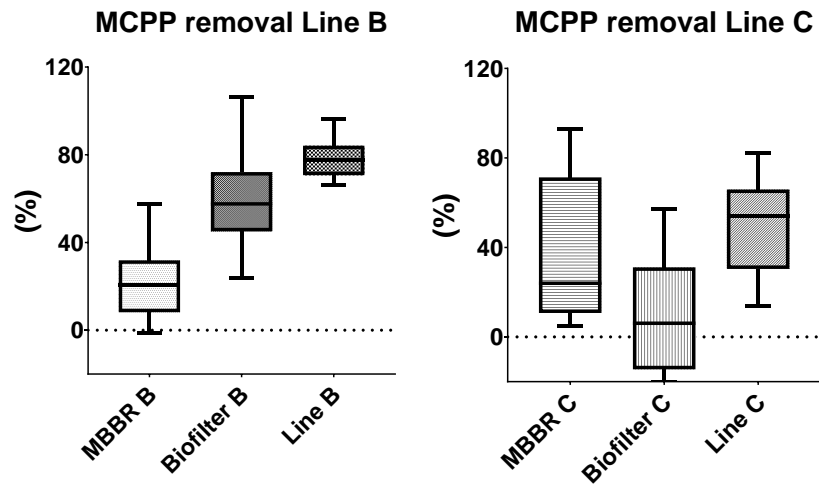 MCPP removal Line B
120
80
40
0
(%)
MBBR B
Biofilter B
Line B
MCPP removal Line C
120
80
40
0
(%)
MBBR C
Biofilter C
Line C